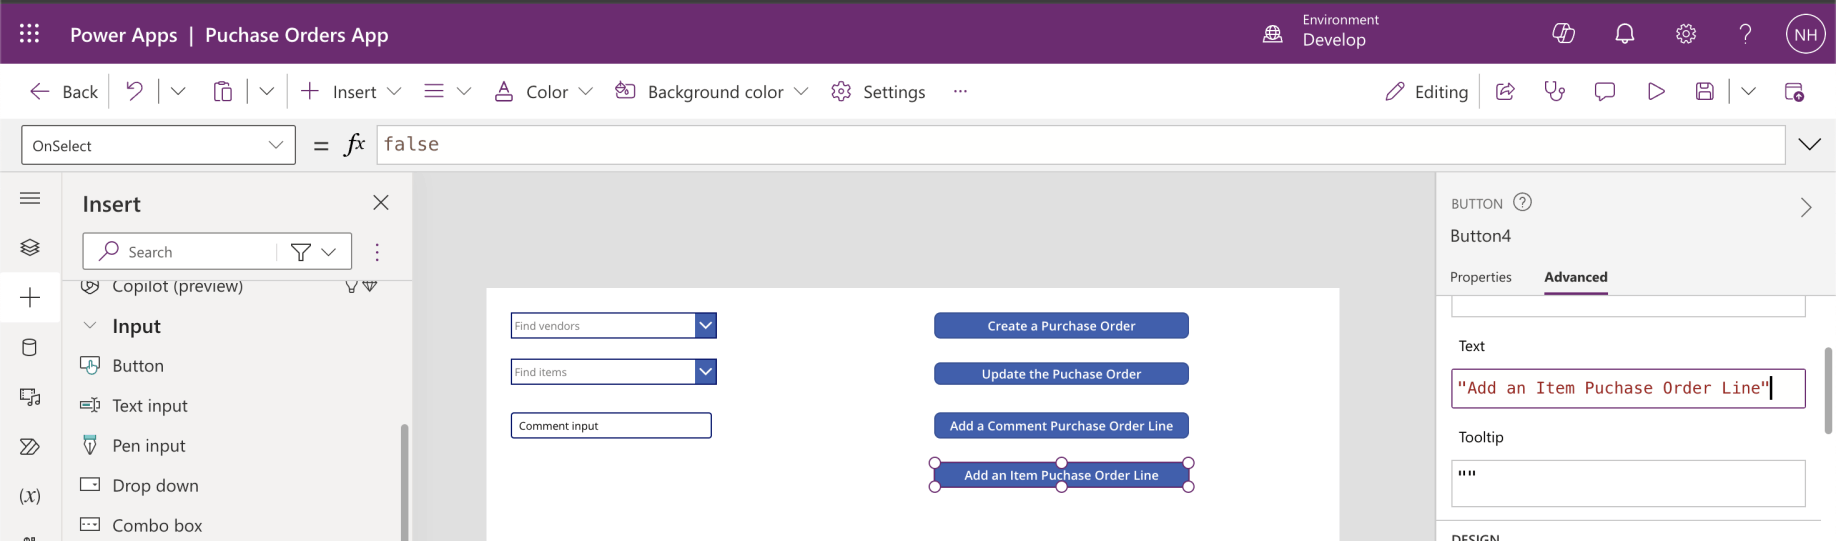 Power Apps | Puchase Orders App
Environment
Develop
NH
Back
Insert
Color
Background color
Settings
Editing
OnSelect
= fx
false
Insert
Search
Copilot (preview)
Input
Button
Text input
Pen input
Drop down
Combo box
Find vendors
Find items
Comment input
Create a Purchase Order
Update the Puchase Order
Add a Comment Purchase Order Line
Add an Item Puchase Order Line
BUTTON
Button4
Properties
Advanced
Text
"Add an Item Puchase Order Line"
Tooltip
""
DESIGN